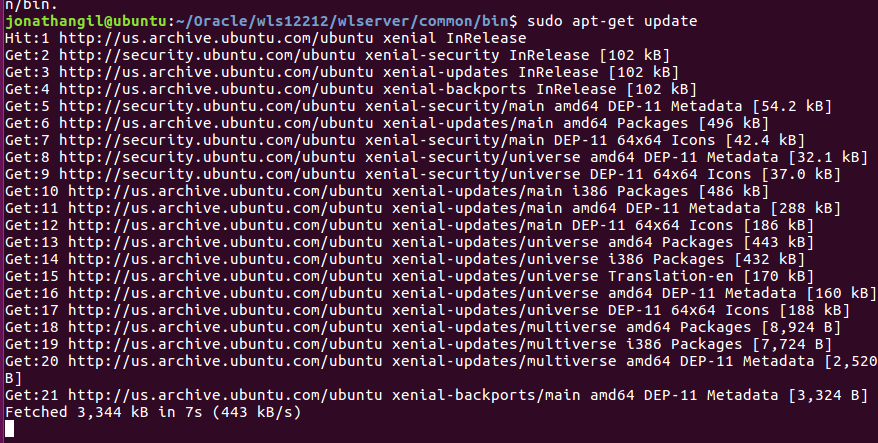 n/bin.
jonathangil@ubuntu:~/Oracle/wls12212/wlserver/common/bin$ sudo apt-get update
Hit:1 http://us.archive.ubuntu.com/ubuntu xenial InRelease
Get:2 http://security.ubuntu.com/ubuntu xenial-security InRelease [102 kB]
Get:3 http://us.archive.ubuntu.com/ubuntu xenial-updates InRelease [102 kB]
Get:4 http://us.archive.ubuntu.com/ubuntu xenial-backports InRelease [102 kB]
Get:5 http://security.ubuntu.com/ubuntu xenial-security/main amd64 DEP-11 Metadata [54.2 kB]
Get:6 http://us.archive.ubuntu.com/ubuntu xenial-updates/main amd64 Packages [496 kB]
Get:7 http://security.ubuntu.com/ubuntu xenial-security/main DEP-11 64x64 Icons [42.4 kB]
Get:8 http://security.ubuntu.com/ubuntu xenial-security/universe amd64 DEP-11 Metadata [32.1 kB]
Get:9 http://security.ubuntu.com/ubuntu xenial-security/universe DEP-11 64x64 Icons [37.0 kB]
Get:10 http://us.archive.ubuntu.com/ubuntu xenial-updates/main i386 Packages [486 kB]
Get:11 http://us.archive.ubuntu.com/ubuntu xenial-updates/main amd64 DEP-11 Metadata [288 kB]
Get:12 http://us.archive.ubuntu.com/ubuntu xenial-updates/main DEP-11 64x64 Icons [186 kB]
Get:13 http://us.archive.ubuntu.com/ubuntu xenial-updates/universe amd64 Packages [443 kB]
Get:14 http://us.archive.ubuntu.com/ubuntu xenial-updates/universe i386 Packages [432 kB]
Get:15 http://us.archive.ubuntu.com/ubuntu xenial-updates/universe Translation-en [170 kB]
Get:16 http://us.archive.ubuntu.com/ubuntu xenial-updates/universe amd64 DEP-11 Metadata [160 kB]
Get:17 http://us.archive.ubuntu.com/ubuntu xenial-updates/universe DEP-11 64x64 Icons [188 kB]
Get:18 http://us.archive.ubuntu.com/ubuntu xenial-updates/multiverse amd64 Packages [8,924 B]
Get:19 http://us.archive.ubuntu.com/ubuntu xenial-updates/multiverse i386 Packages [7,724 B]
Get:20 http://us.archive.ubuntu.com/ubuntu xenial-updates/multiverse amd64 DEP-11 Metadata [2,520
B]
Get:21 http://us.archive.ubuntu.com/ubuntu xenial-backports/main amd64 DEP-11 Metadata [3,324 B]
Fetched 3,344 kB in 7s (443 kB/s)